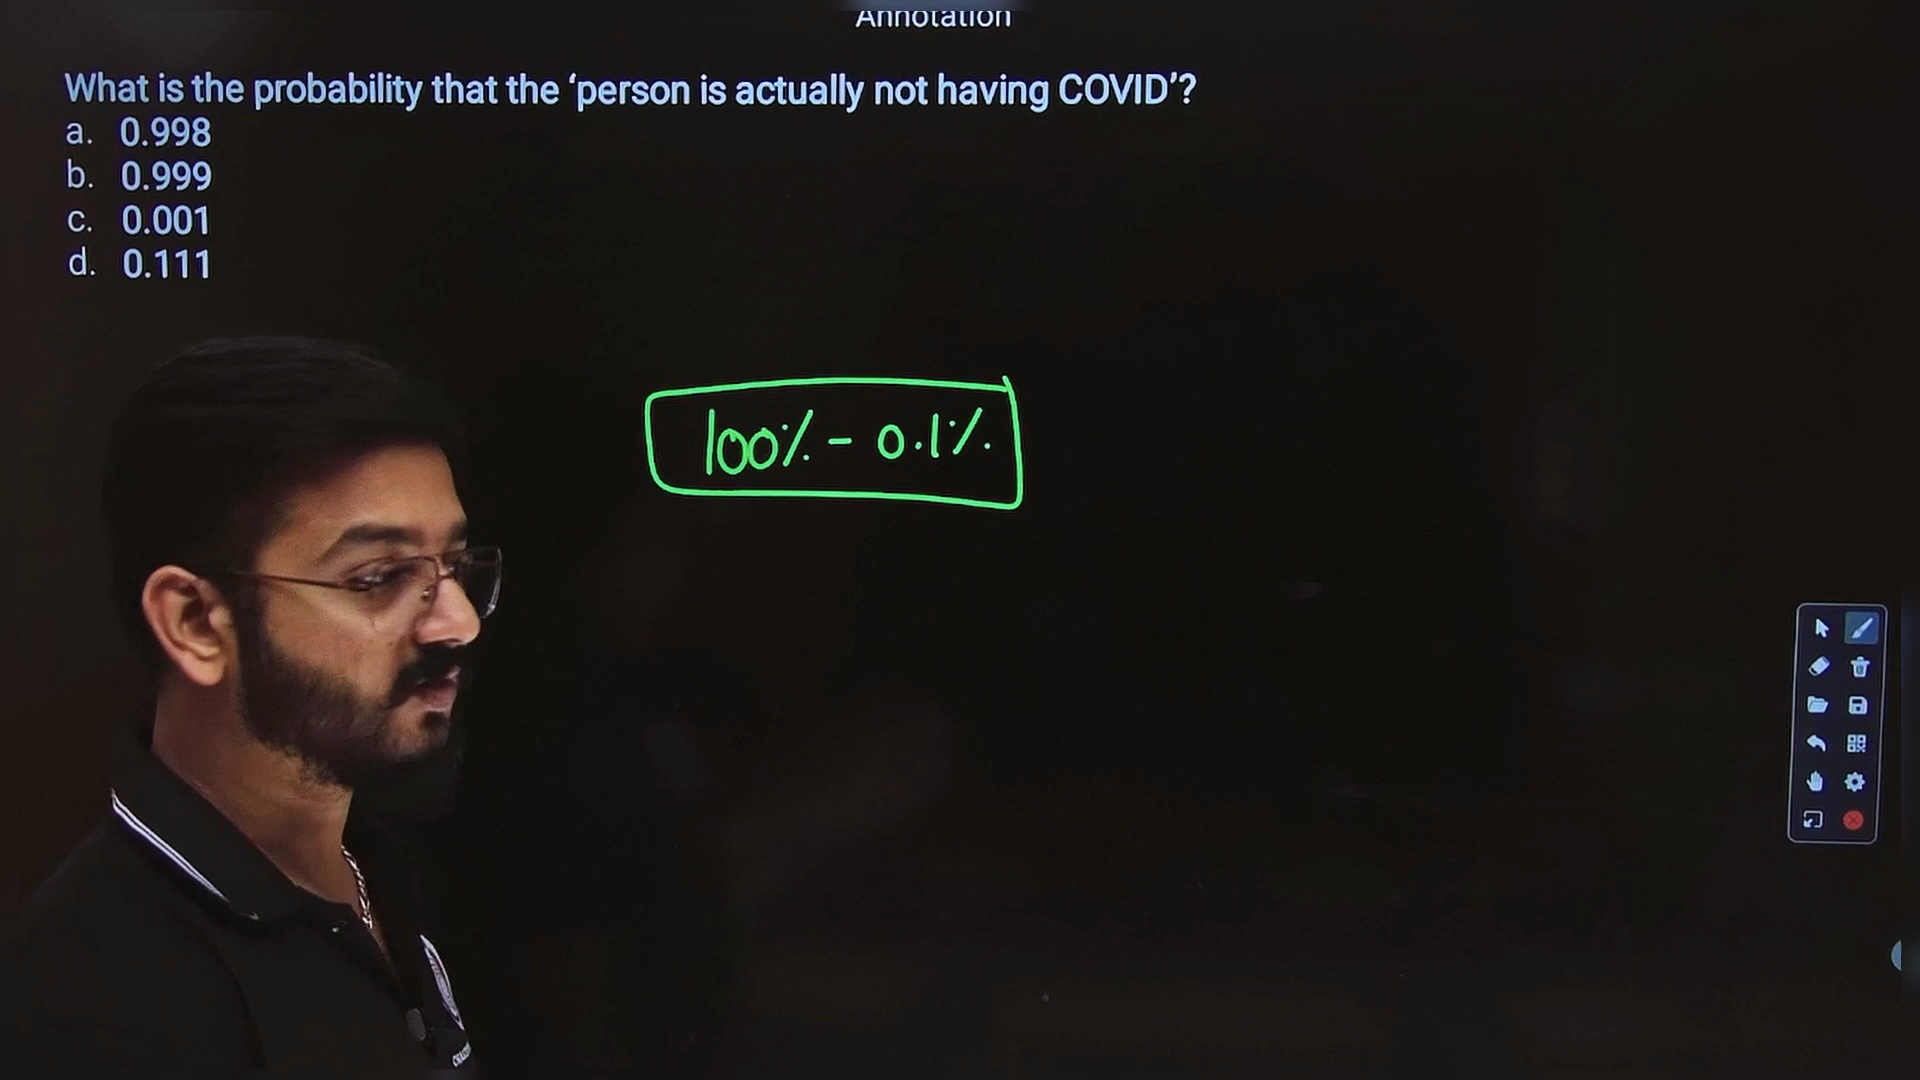 Annotation
What is the probability that the ‘person is actually not having COVID’?
a. 0.998
b. 0.999
c. 0.001
d. 0.111
100% - 0.1%